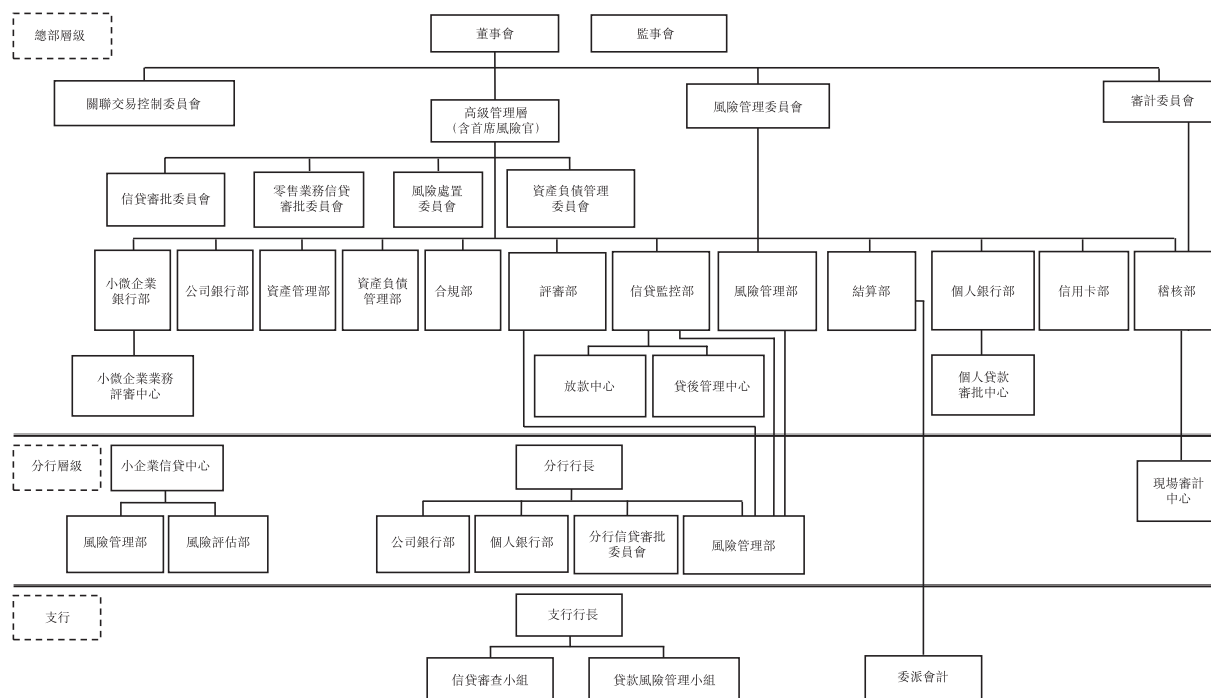 總部層級
董事會
監事會
關聯交易控制委員會
高級管理層
(含首席風險官)
風險管理委員會
審計委員會
信貸審批委員會
零售業務信貸
審批委員會
風險處置
委員會
資產負債管理
委員會
小微企業
銀行部
公司銀行部
資產管理部
資產負債
管理部
合規部
評審部
信貸監控部
風險管理部
結算部
個人銀行部
信用卡部
稽核部
小微企業業務
評審中心
放款中心
貸後管理中心
個人貸款
審批中心
分行層級
小企業信貸中心
分行行長
現場審計
中心
風險管理部
風險評估部
公司銀行部
個人銀行部
分行信貸審批
委員會
風險管理部
支行
支行行長
信貸審查小組
貸款風險管理小組
委派會計